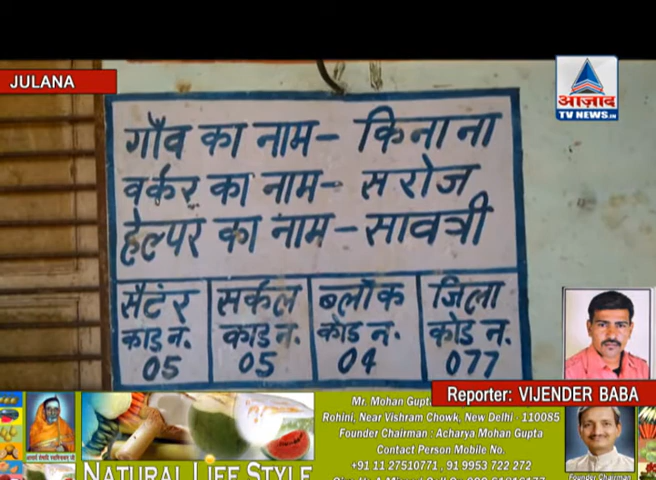 JULANA
आज़ाद
TV NEWS.IN
गाँव का नाम- किनाना
वर्कर का नाम- सरोज
हेल्पर का नाम-सावत्री
सैटंर सर्कल ब्लॉक जिला
काड न. काड न. कोड न. कोड न.
05 05 04 077
Reporter: VIJENDER BABA
Mr. Mohan Gupt
Rohini, Near Vishram Chowk, New Delhi - 110085
Founder Chairman : Acharya Mohan Gupta
Contact Person Mobile No.
+91 11 27510771 , 91 9953 722 272
NATURAL LIFE STYLE
Founder Chairman